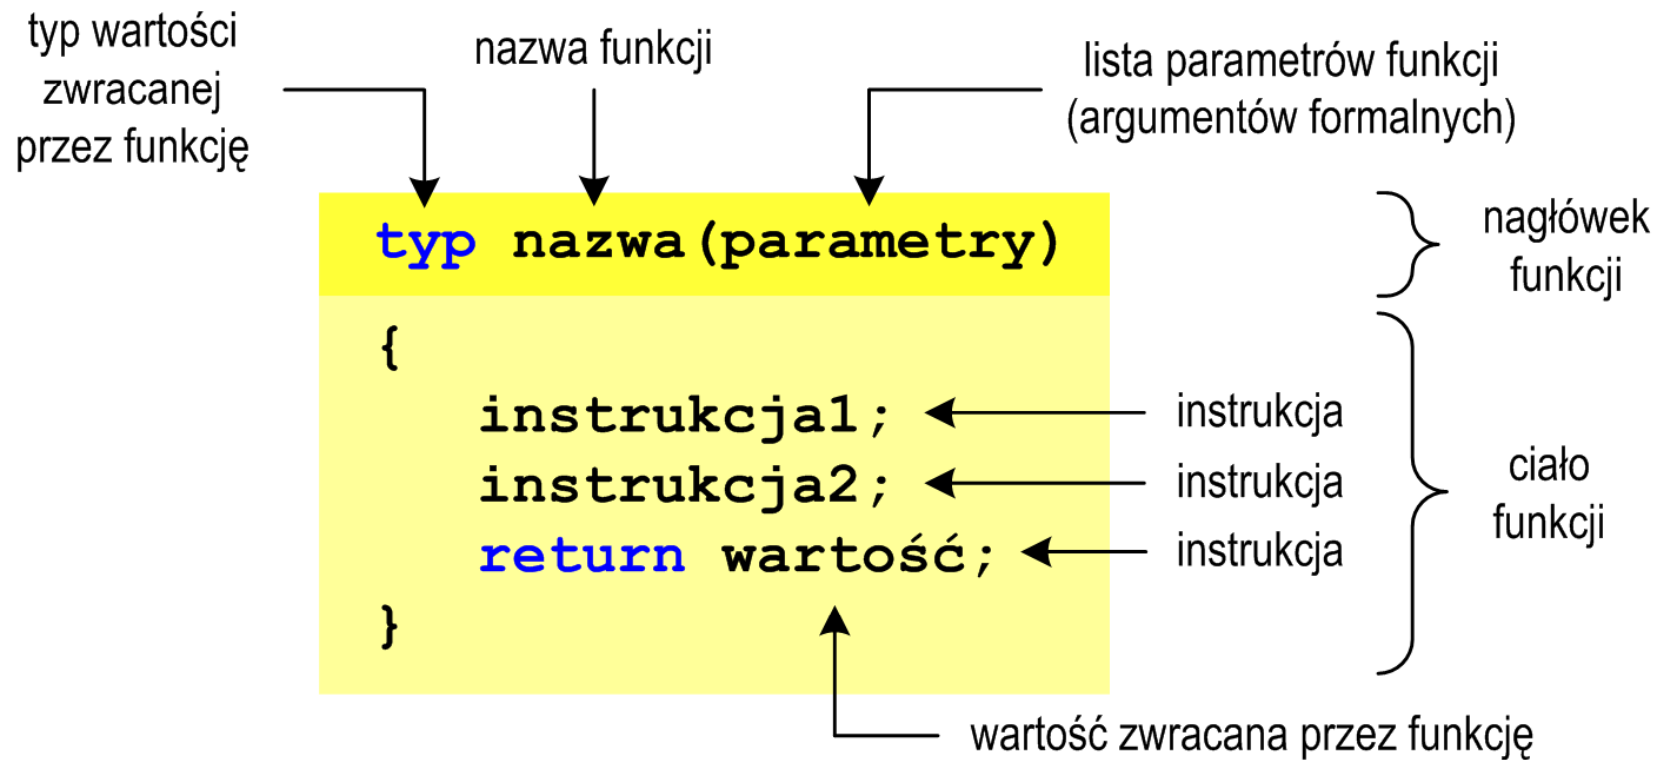 typ wartości
zwracanej
przez funkcję
nazwa funkcji
lista parametrów funkcji
(argumentów formalnych)
typ nazwa(parametry)
nagłówek
funkcji
{
instrukcja1;
instrukcja
instrukcja2;
instrukcja
return wartość;
instrukcja
}
ciało
funkcji
wartość zwracana przez funkcję